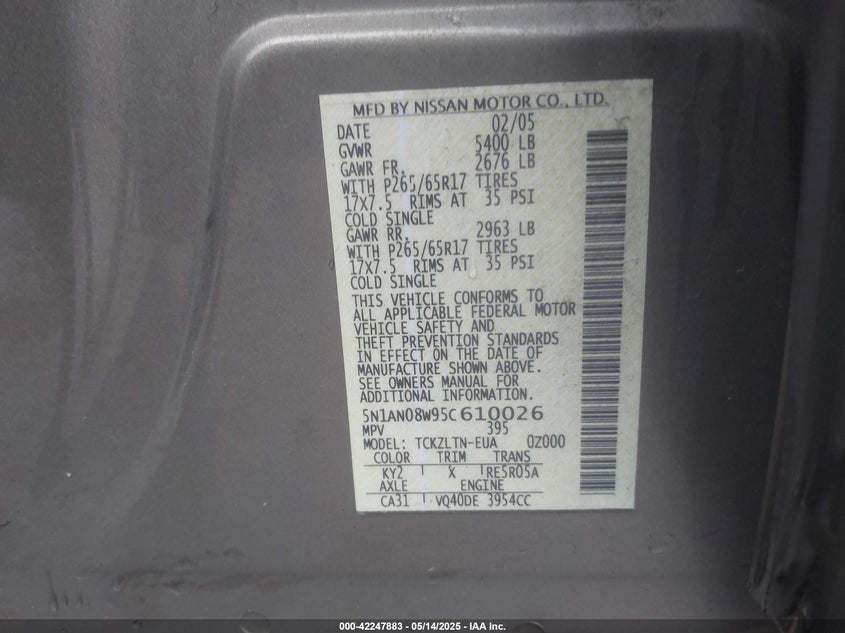 MFD BY NISSAN MOTOR CO., LTD.
DATE 02/05
GVWR 5400 LB
GAWR FR. 2676 LB
WITH P265/65R17 TIRES
17X7.5 RIMS AT 35 PSI
COLD SINGLE
GAWR RR. 2963 LB
WITH P265/65R17 TIRES
17X7.5 RIMS AT 35 PSI
COLD SINGLE
THIS VEHICLE CONFORMS TO
ALL APPLICABLE FEDERAL MOTOR
VEHICLE SAFETY AND
THEFT PREVENTION STANDARDS
IN EFFECT ON THE DATE OF
MANUFACTURE SHOWN ABOVE.
SEE OWNERS MANUAL FOR
ADDITIONAL INFORMATION.
5N1AN08W95C610026
MPV 395
MODEL: TCKZLTN-EUA 0Z000
COLOR TRIM TRANS
KY2 X RE5R05A
AXLE ENGINE
CA31 VQ40DE 3954CC
000-42247883 - 05/14/2025 - IAA Inc.